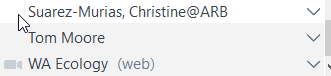 Suarez-Murias, Christine@ARB
Tom Moore
WA Ecology (web)